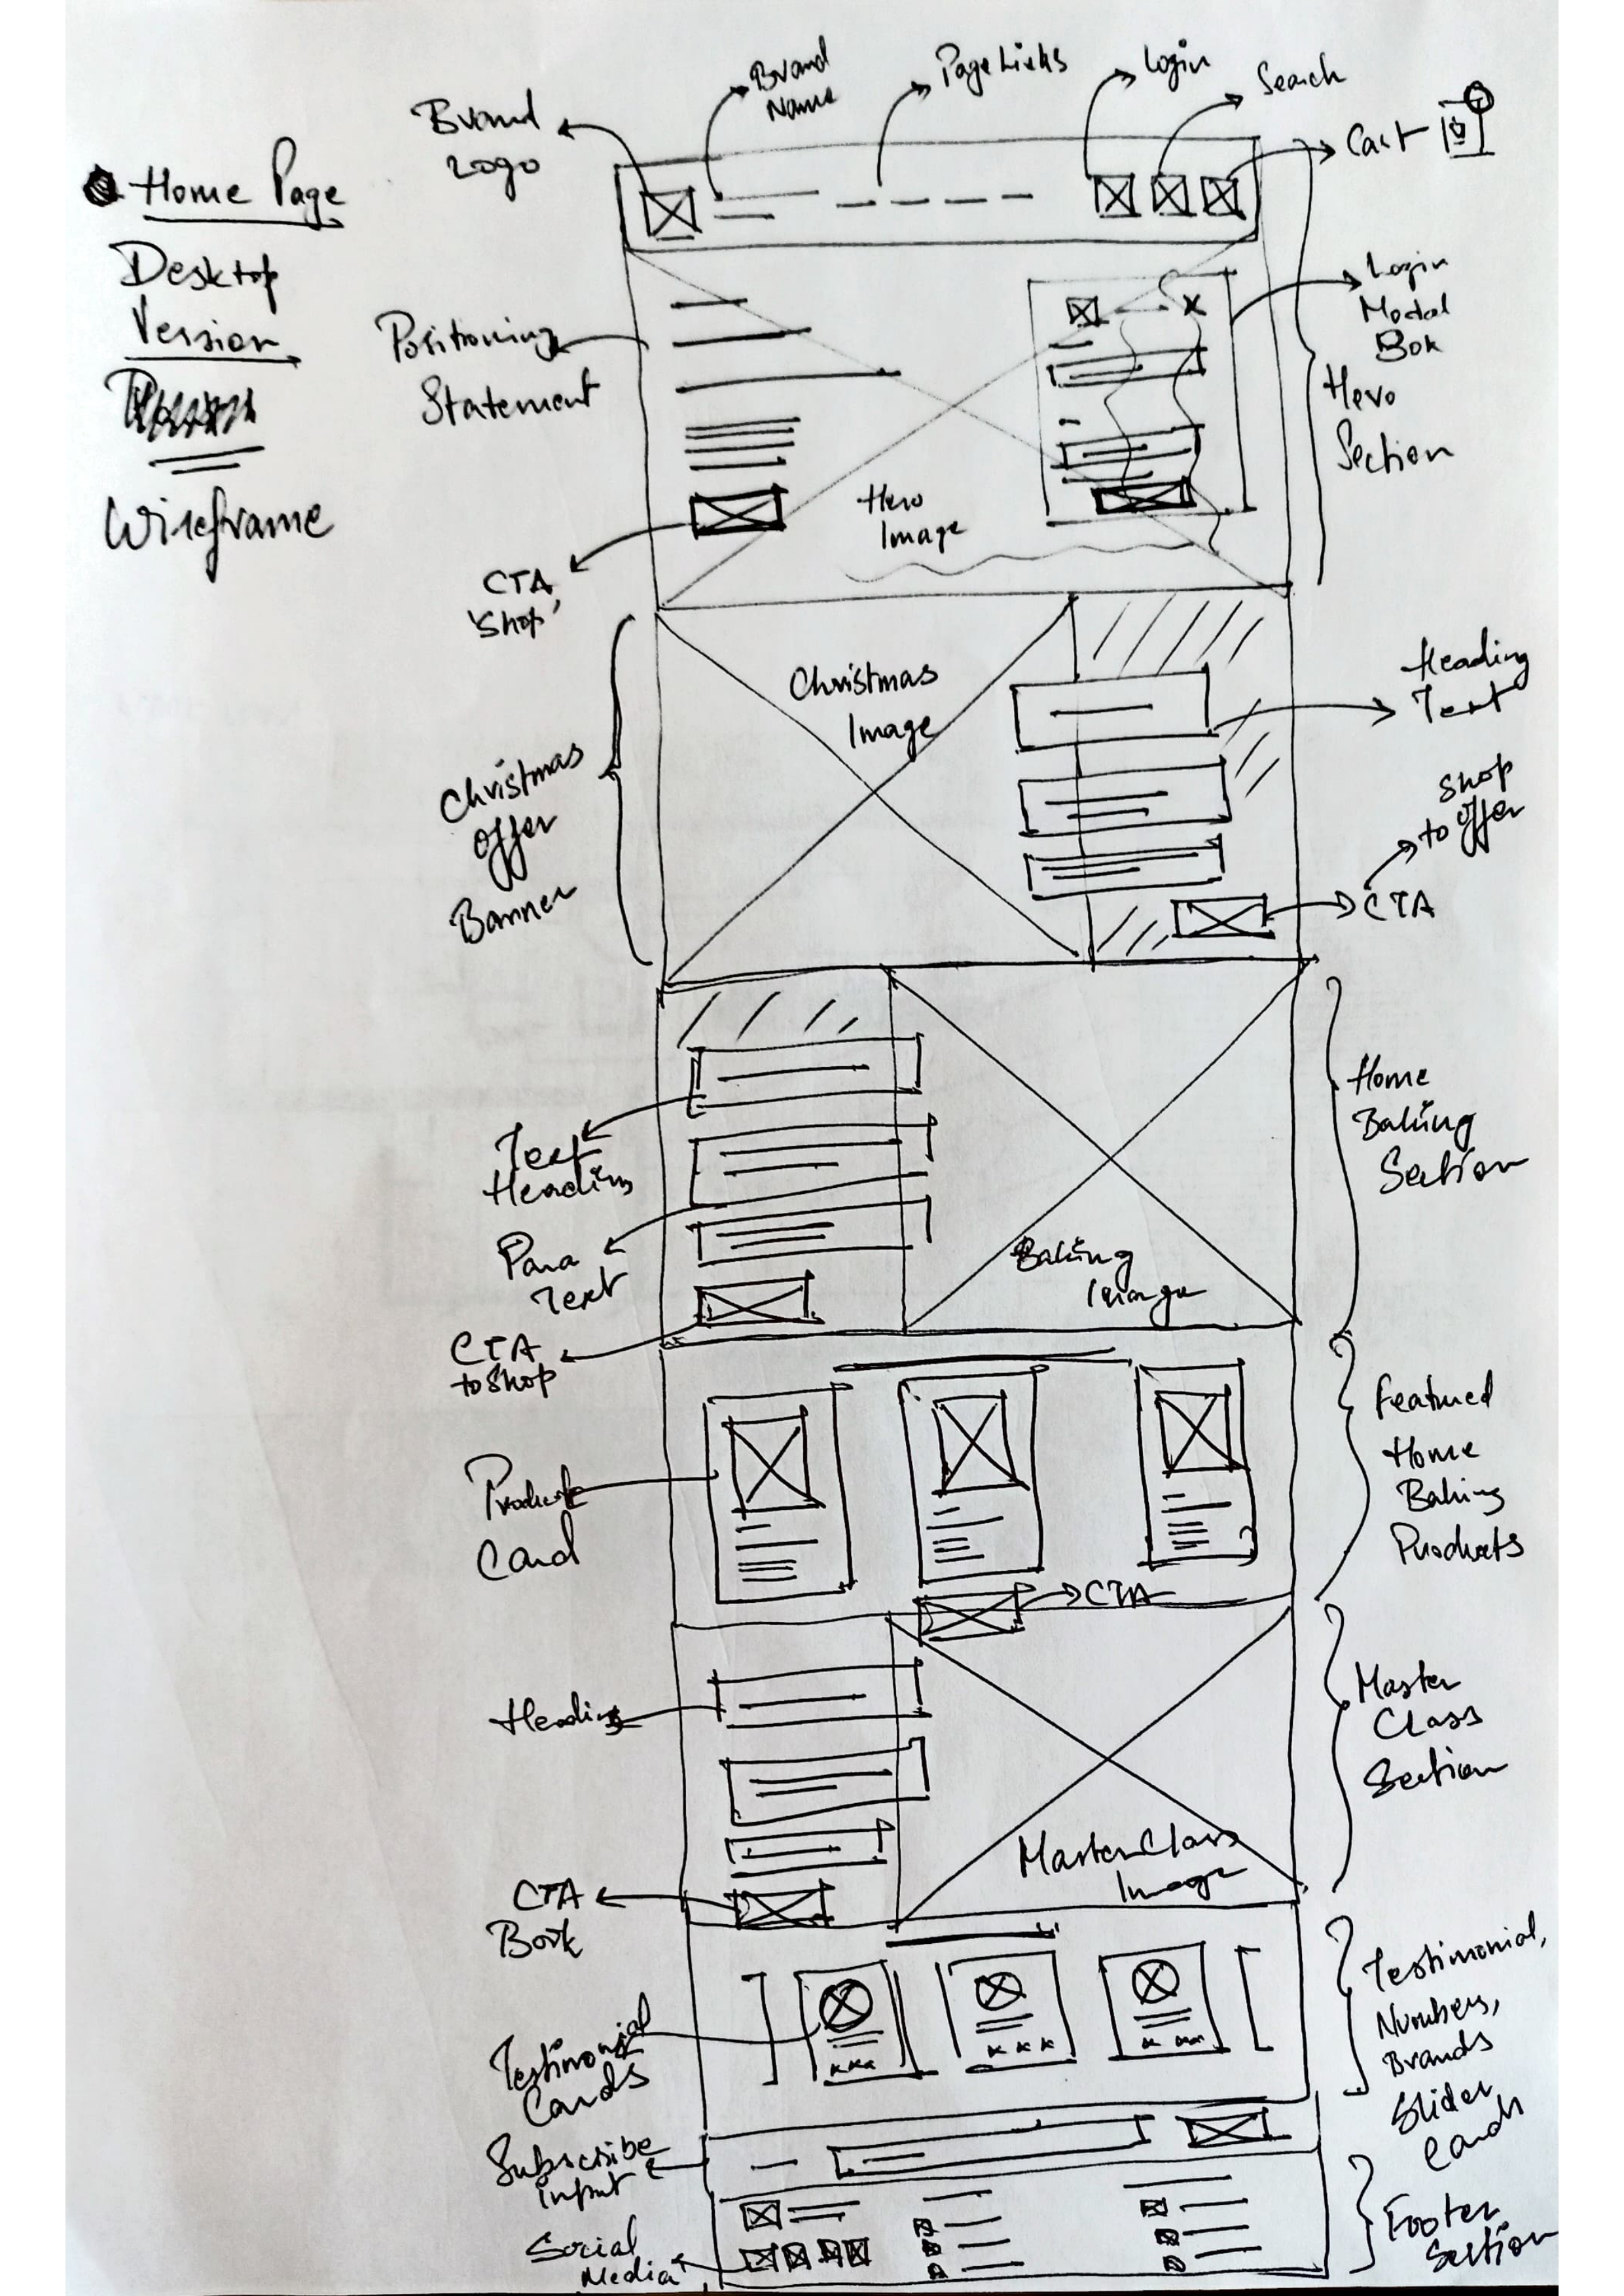 Home Page
Desktop
Version
Wireframe
Brand
Logo
Brand
Name
Page Links
Login
Search
Cart
Positioning
Statement
Login
Modal
Box
Hero
Section
Hero
Image
CTA
'Shop'
Christmas
Image
Heading
Text
Christmas
Offer
Banner
Shop
to offer
CTA
Home
Baking
Section
Text
Heading
Para
Text
Baking
Image
CTA
to Shop
Featured
Home
Baking
Products
Product
Card
CTA
Heading
Master
Class
Section
MasterClass
Image
CTA
Book
Testimonial,
Numbers,
Brands
Slider
Cards
Testimonial
Cards
Subscribe
input
Social
Media
Footer
Section